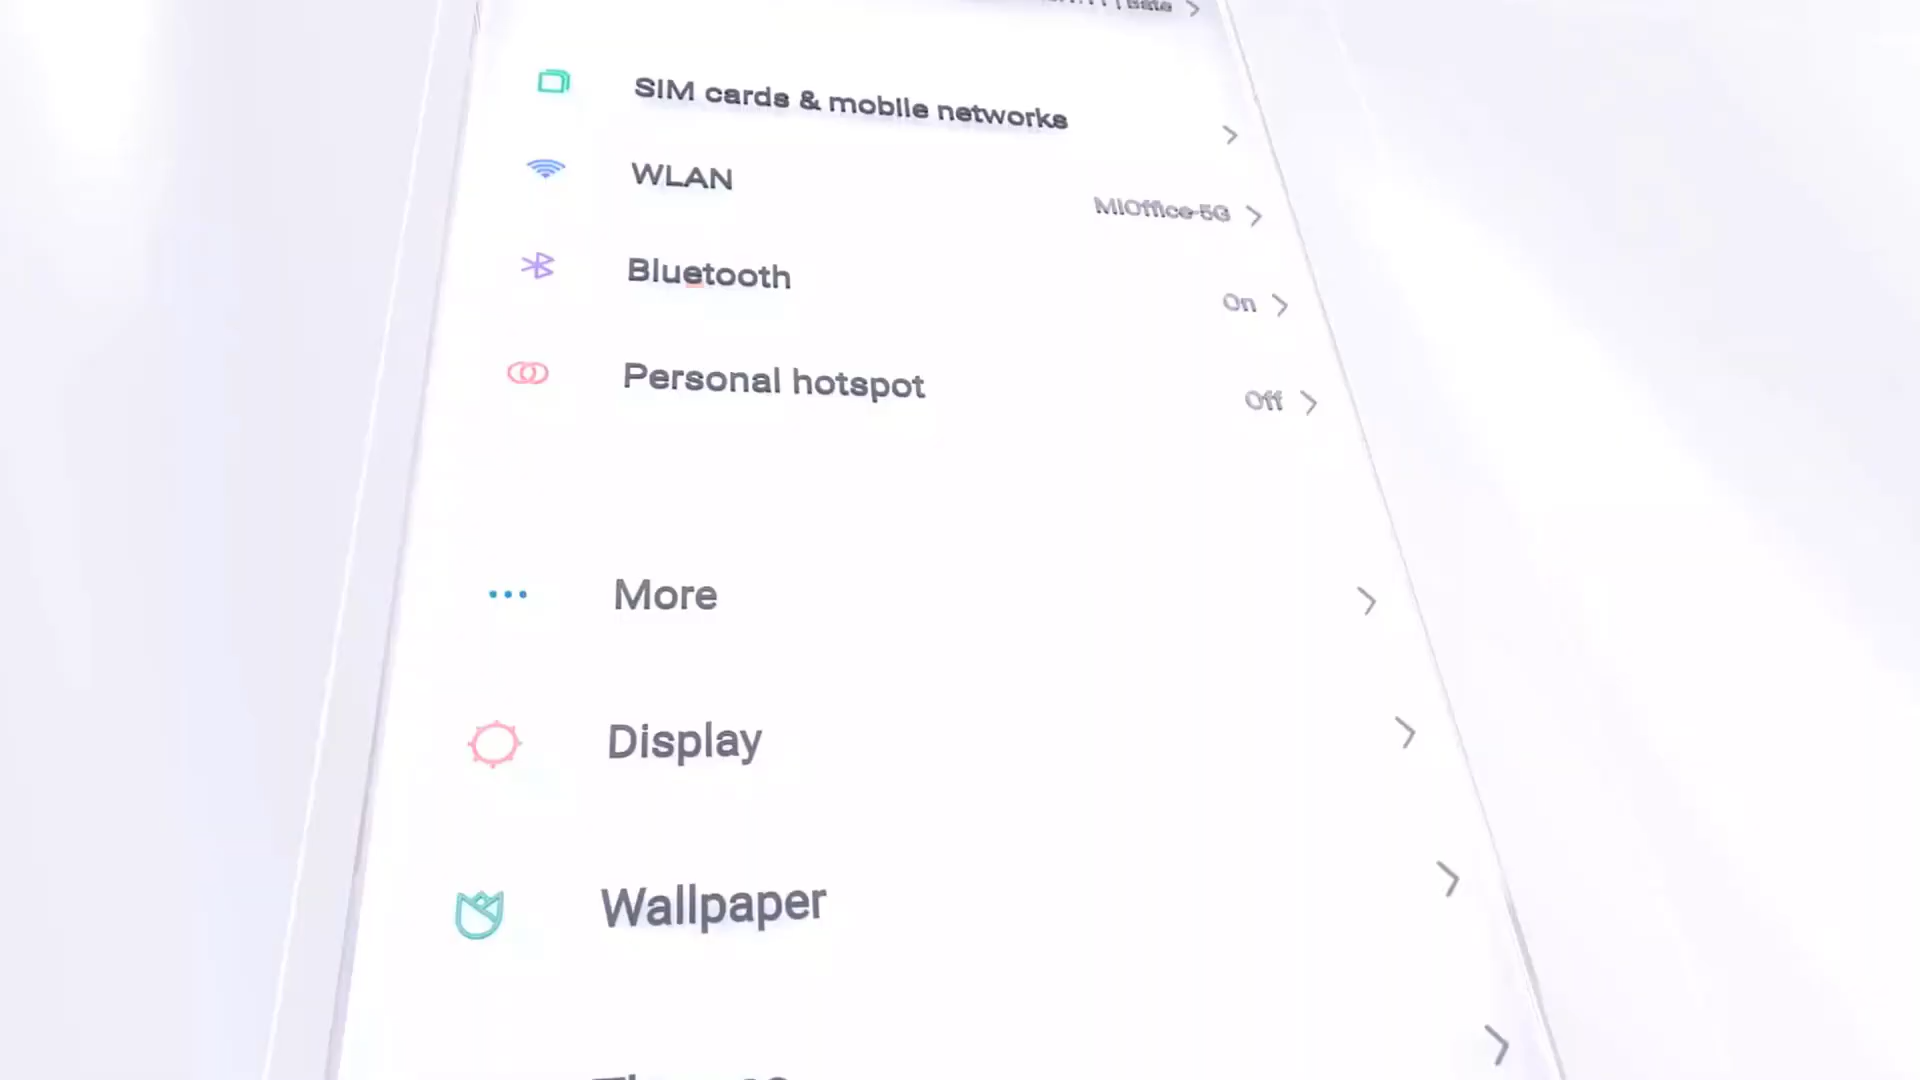 SIM cards & mobile networks
WLAN
MIOffice-5G
Bluetooth
On
Personal hotspot
Off
More
Display
Wallpaper